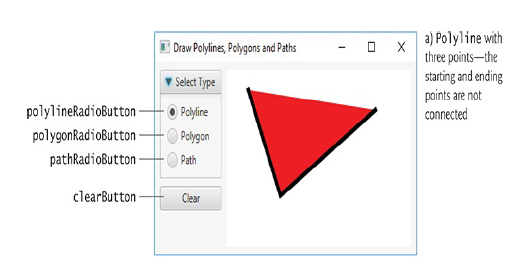 Draw Polylines, Polygons and Paths
Select Type
polylineRadioButton
Polyline
polygonRadioButton
Polygon
pathRadioButton
Path
clearButton
Clear
a) Polyline with
three points—the
starting and ending
points are not
connected